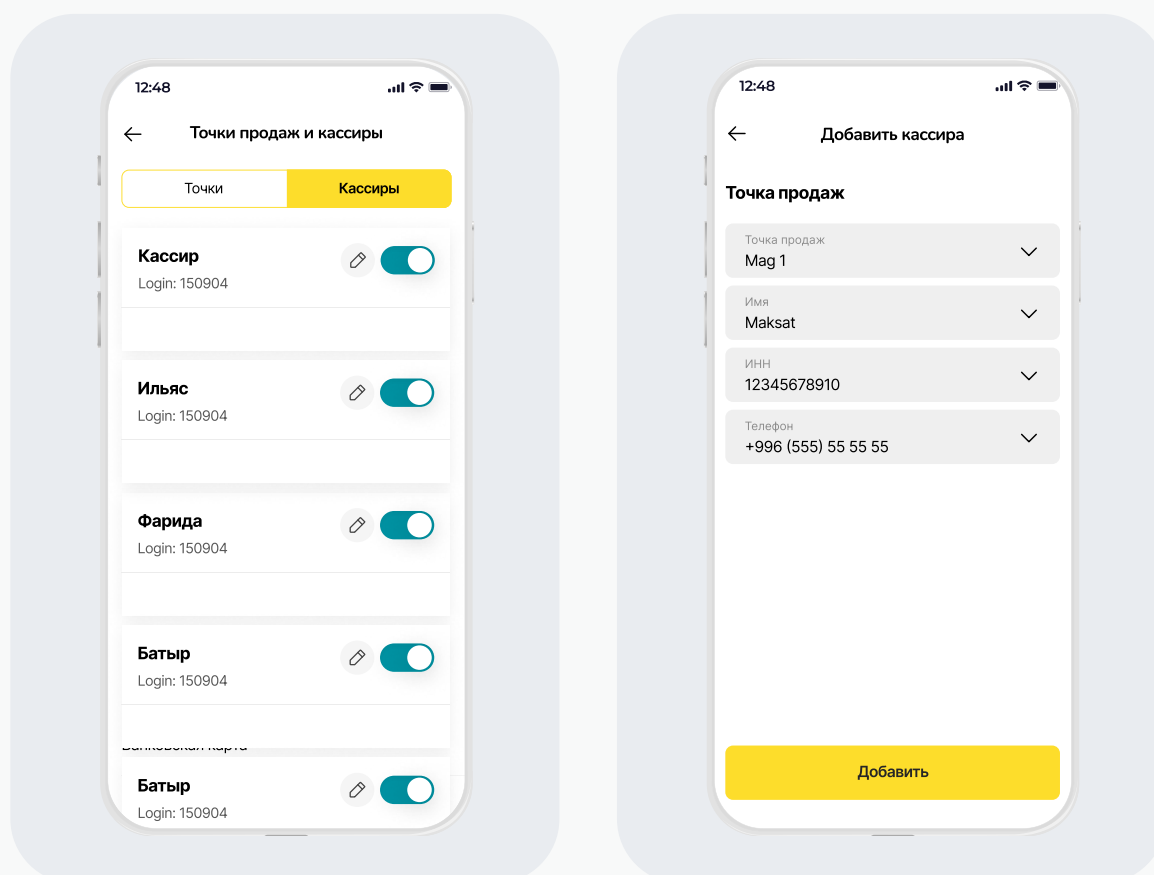 12:48
Точки продаж и кассиры
Точки
Кассиры
Кассир
Login: 150904
Ильяс
Login: 150904
Фарида
Login: 150904
Батыр
Login: 150904
Банковская карта
Батыр
Login: 150904
12:48
Добавить кассира
Точка продаж
Точка продаж
Mag 1
Имя
Maksat
ИНН
12345678910
Телефон
+996 (555) 55 55 55
Добавить